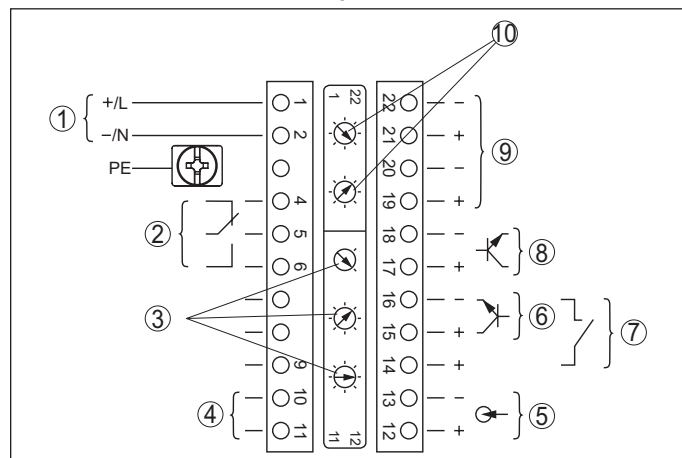 ⑩
① +/L 1 1 22 22 −
−/N 2 21 + ⑨
PE 20 −
4 19 +
② 5 18 − ⑧
6 17 +
③ 16 − ⑥ ⑦
15 +
9 14 +
④ 10 13 − ⑤
11 11 12 12 +